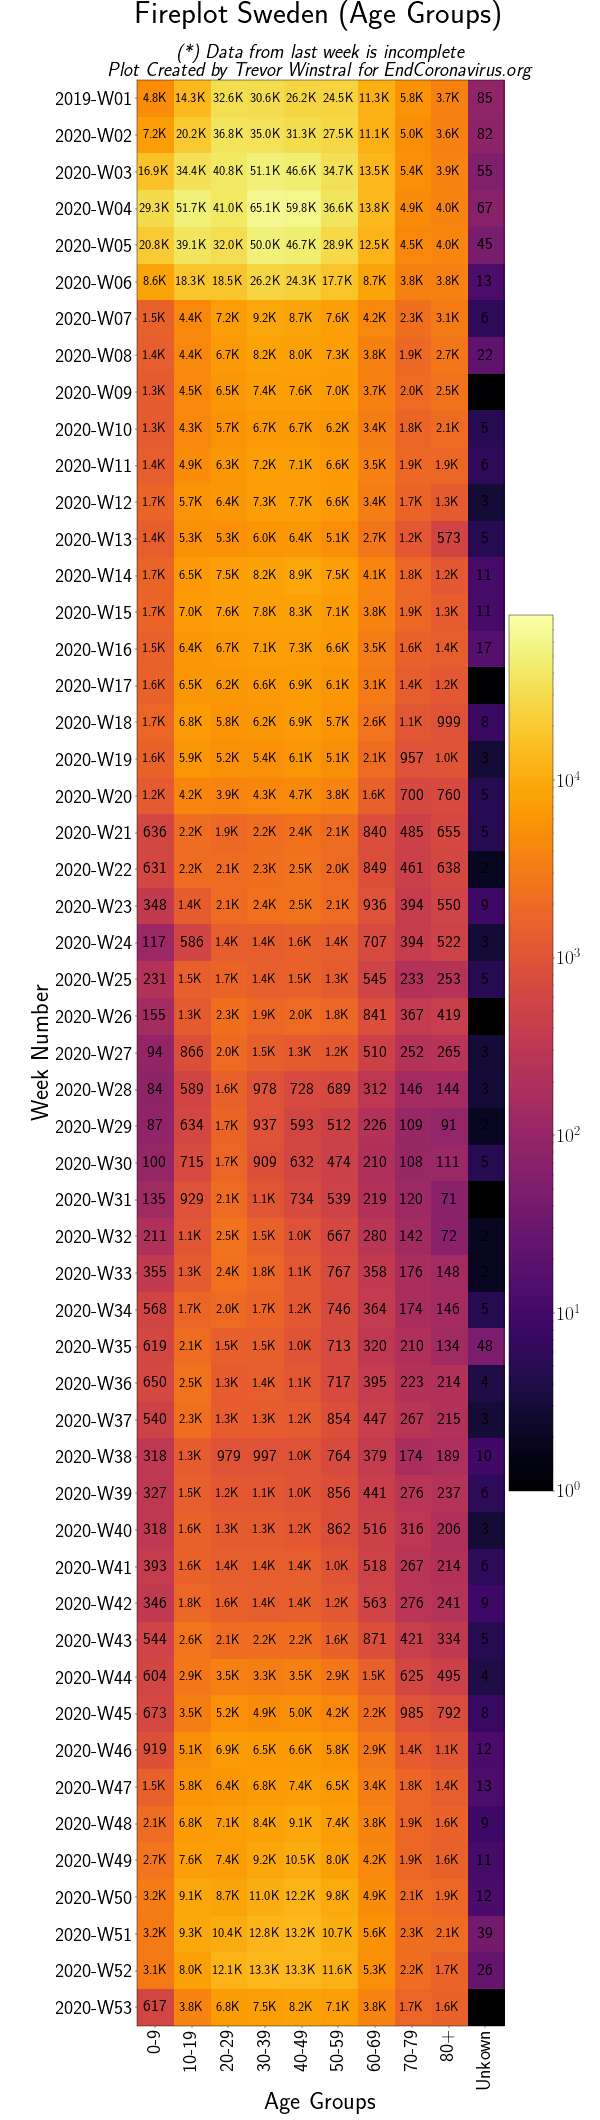 Fireplot Sweden (Age Groups)
(*) Data from last week is incomplete
Plot Created by Trevor Winstral for EndCoronavirus.org
2019-W01 4.8K 14.3K 32.6K 30.6K 26.2K 24.5K 11.3K 5.8K 3.7K 85
2020-W02 7.2K 20.2K 36.8K 35.0K 31.3K 27.5K 11.1K 5.0K 3.6K 82
2020-W03 16.9K 34.4K 40.8K 51.1K 46.6K 34.7K 13.5K 5.4K 3.9K 55
2020-W04 29.3K 51.7K 41.0K 65.1K 59.8K 36.6K 13.8K 4.9K 4.0K 67
2020-W05 20.8K 39.1K 32.0K 50.0K 46.7K 28.9K 12.5K 4.5K 4.0K 45
2020-W06 8.6K 18.3K 18.5K 26.2K 24.3K 17.7K 8.7K 3.8K 3.8K 13
2020-W07 1.5K 4.4K 7.2K 9.2K 8.7K 7.6K 4.2K 2.3K 3.1K 6
2020-W08 1.4K 4.4K 6.7K 8.2K 8.0K 7.3K 3.8K 1.9K 2.7K 22
2020-W09 1.3K 4.5K 6.5K 7.4K 7.6K 7.0K 3.7K 2.0K 2.5K
2020-W10 1.3K 4.3K 5.7K 6.7K 6.7K 6.2K 3.4K 1.8K 2.1K 5
2020-W11 1.4K 4.9K 6.3K 7.2K 7.1K 6.6K 3.5K 1.9K 1.9K 6
2020-W12 1.7K 5.7K 6.4K 7.3K 7.7K 6.6K 3.4K 1.7K 1.3K 3
2020-W13 1.4K 5.3K 5.3K 6.0K 6.4K 5.1K 2.7K 1.2K 573 5
2020-W14 1.7K 6.5K 7.5K 8.2K 8.9K 7.5K 4.1K 1.8K 1.2K 11
2020-W15 1.7K 7.0K 7.6K 7.8K 8.3K 7.1K 3.8K 1.9K 1.3K 11
2020-W16 1.5K 6.4K 6.7K 7.1K 7.3K 6.6K 3.5K 1.6K 1.4K 17
2020-W17 1.6K 6.5K 6.2K 6.6K 6.9K 6.1K 3.1K 1.4K 1.2K
2020-W18 1.7K 6.8K 5.8K 6.2K 6.9K 5.7K 2.6K 1.1K 999 8
2020-W19 1.6K 5.9K 5.2K 5.4K 6.1K 5.1K 2.1K 957 1.0K 3
2020-W20 1.2K 4.2K 3.9K 4.3K 4.7K 3.8K 1.6K 700 760 5
2020-W21 636 2.2K 1.9K 2.2K 2.4K 2.1K 840 485 655 5
2020-W22 631 2.2K 2.1K 2.3K 2.5K 2.0K 849 461 638 2
2020-W23 348 1.4K 2.1K 2.4K 2.5K 2.1K 936 394 550 9
2020-W24 117 586 1.4K 1.4K 1.6K 1.4K 707 394 522 3
2020-W25 231 1.5K 1.7K 1.4K 1.5K 1.3K 545 233 253 5
2020-W26 155 1.3K 2.3K 1.9K 2.0K 1.8K 841 367 419
2020-W27 94 866 2.0K 1.5K 1.3K 1.2K 510 252 265 3
2020-W28 84 589 1.6K 978 728 689 312 146 144 3
2020-W29 87 634 1.7K 937 593 512 226 109 91 2
2020-W30 100 715 1.7K 909 632 474 210 108 111 5
2020-W31 135 929 2.1K 1.1K 734 539 219 120 71
2020-W32 211 1.1K 2.5K 1.5K 1.0K 667 280 142 72 2
2020-W33 355 1.3K 2.4K 1.8K 1.1K 767 358 176 148 2
2020-W34 568 1.7K 2.0K 1.7K 1.2K 746 364 174 146 5
2020-W35 619 2.1K 1.5K 1.5K 1.0K 713 320 210 134 48
2020-W36 650 2.5K 1.3K 1.4K 1.1K 717 395 223 214 4
2020-W37 540 2.3K 1.3K 1.3K 1.2K 854 447 267 215 3
2020-W38 318 1.3K 979 997 1.0K 764 379 174 189 10
2020-W39 327 1.5K 1.2K 1.1K 1.0K 856 441 276 237 6
2020-W40 318 1.6K 1.3K 1.3K 1.2K 862 516 316 206 3
2020-W41 393 1.6K 1.4K 1.4K 1.4K 1.0K 518 267 214 6
2020-W42 346 1.8K 1.6K 1.4K 1.4K 1.2K 563 276 241 9
2020-W43 544 2.6K 2.1K 2.2K 2.2K 1.6K 871 421 334 5
2020-W44 604 2.9K 3.5K 3.3K 3.5K 2.9K 1.5K 625 495 4
2020-W45 673 3.5K 5.2K 4.9K 5.0K 4.2K 2.2K 985 792 8
2020-W46 919 5.1K 6.9K 6.5K 6.6K 5.8K 2.9K 1.4K 1.1K 12
2020-W47 1.5K 5.8K 6.4K 6.8K 7.4K 6.5K 3.4K 1.8K 1.4K 13
2020-W48 2.1K 6.8K 7.1K 8.4K 9.1K 7.4K 3.8K 1.9K 1.6K 9
2020-W49 2.7K 7.6K 7.4K 9.2K 10.5K 8.0K 4.2K 1.9K 1.6K 11
2020-W50 3.2K 9.1K 8.7K 11.0K 12.2K 9.8K 4.9K 2.1K 1.9K 12
2020-W51 3.2K 9.3K 10.4K 12.8K 13.2K 10.7K 5.6K 2.3K 2.1K 39
2020-W52 3.1K 8.0K 12.1K 13.3K 13.3K 11.6K 5.3K 2.2K 1.7K 26
2020-W53 617 3.8K 6.8K 7.5K 8.2K 7.1K 3.8K 1.7K 1.6K
0-9 10-19 20-29 30-39 40-49 50-59 60-69 70-79 80+ Unkown
Age Groups
Week Number
10⁴
10³
10²
10¹
10⁰